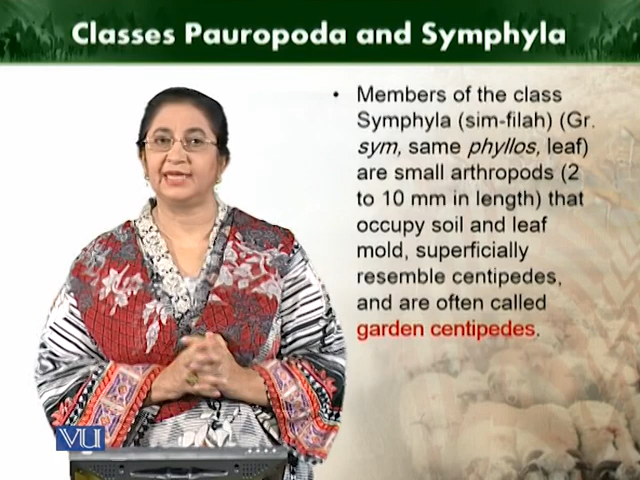 Classes Pauropoda and Symphyla
• Members of the class
Symphyla (sim-filah) (Gr.
sym, same phyllos, leaf)
are small arthropods (2
to 10 mm in length) that
occupy soil and leaf
mold, superficially
resemble centipedes,
and are often called
garden centipedes.
VU